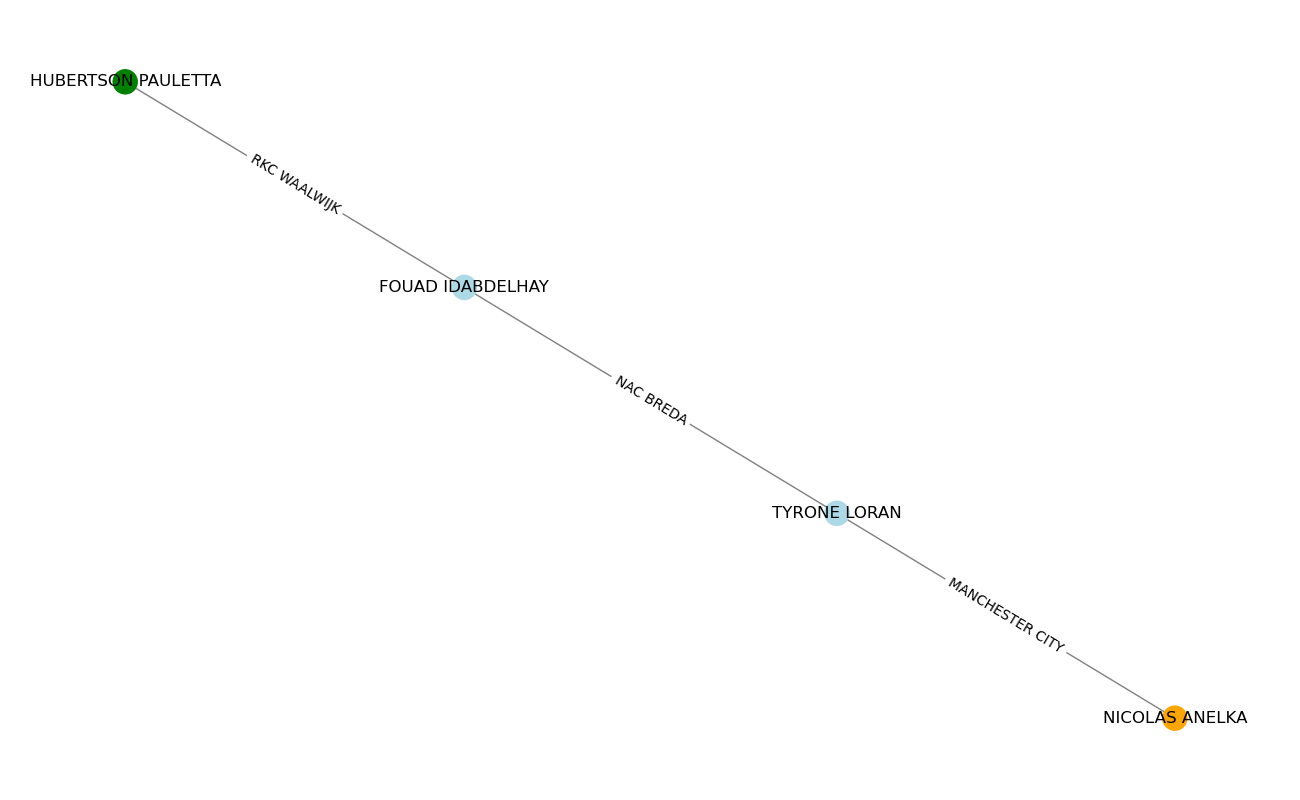 HUBERTSON PAULETTA
RKC WAALWIJK
FOUAD IDABDELHAY
NAC BREDA
TYRONE LORAN
MANCHESTER CITY
NICOLAS ANELKA